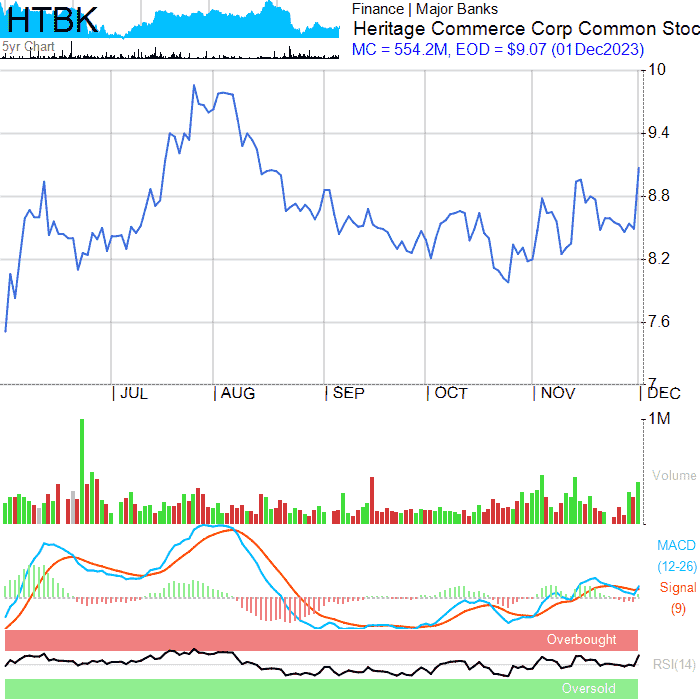 HTBK
5yr Chart
Finance | Major Banks
Heritage Commerce Corp Common Stoc
MC = 554.2M, EOD = $9.07 (01Dec2023)
10
9.4
8.8
8.2
7.6
7
| JUL | AUG | SEP | OCT | NOV | DEC
1M
Volume
MACD
(12-26)
Signal
(9)
Overbought
RSI(14)
Oversold